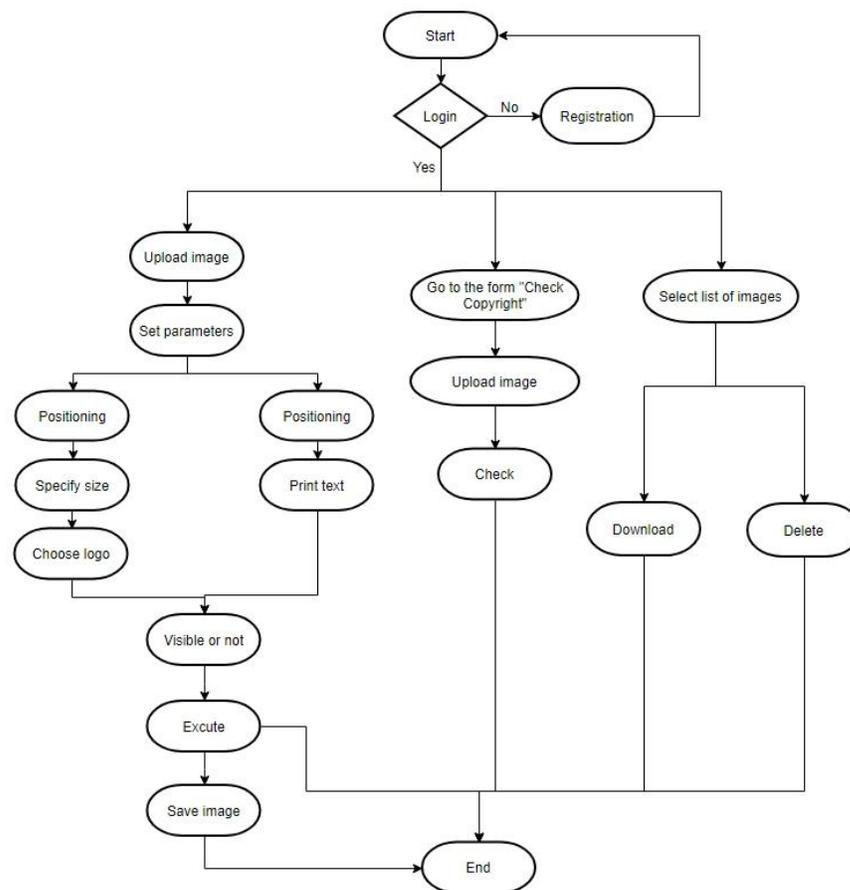 Start
Login
No
Registration
Yes
Upload image
Go to the form "Check
Copyright"
Select list of images
Set parameters
Upload image
Positioning
Positioning
Check
Specify size
Print text
Download
Delete
Choose logo
Visible or not
Excute
Save image
End